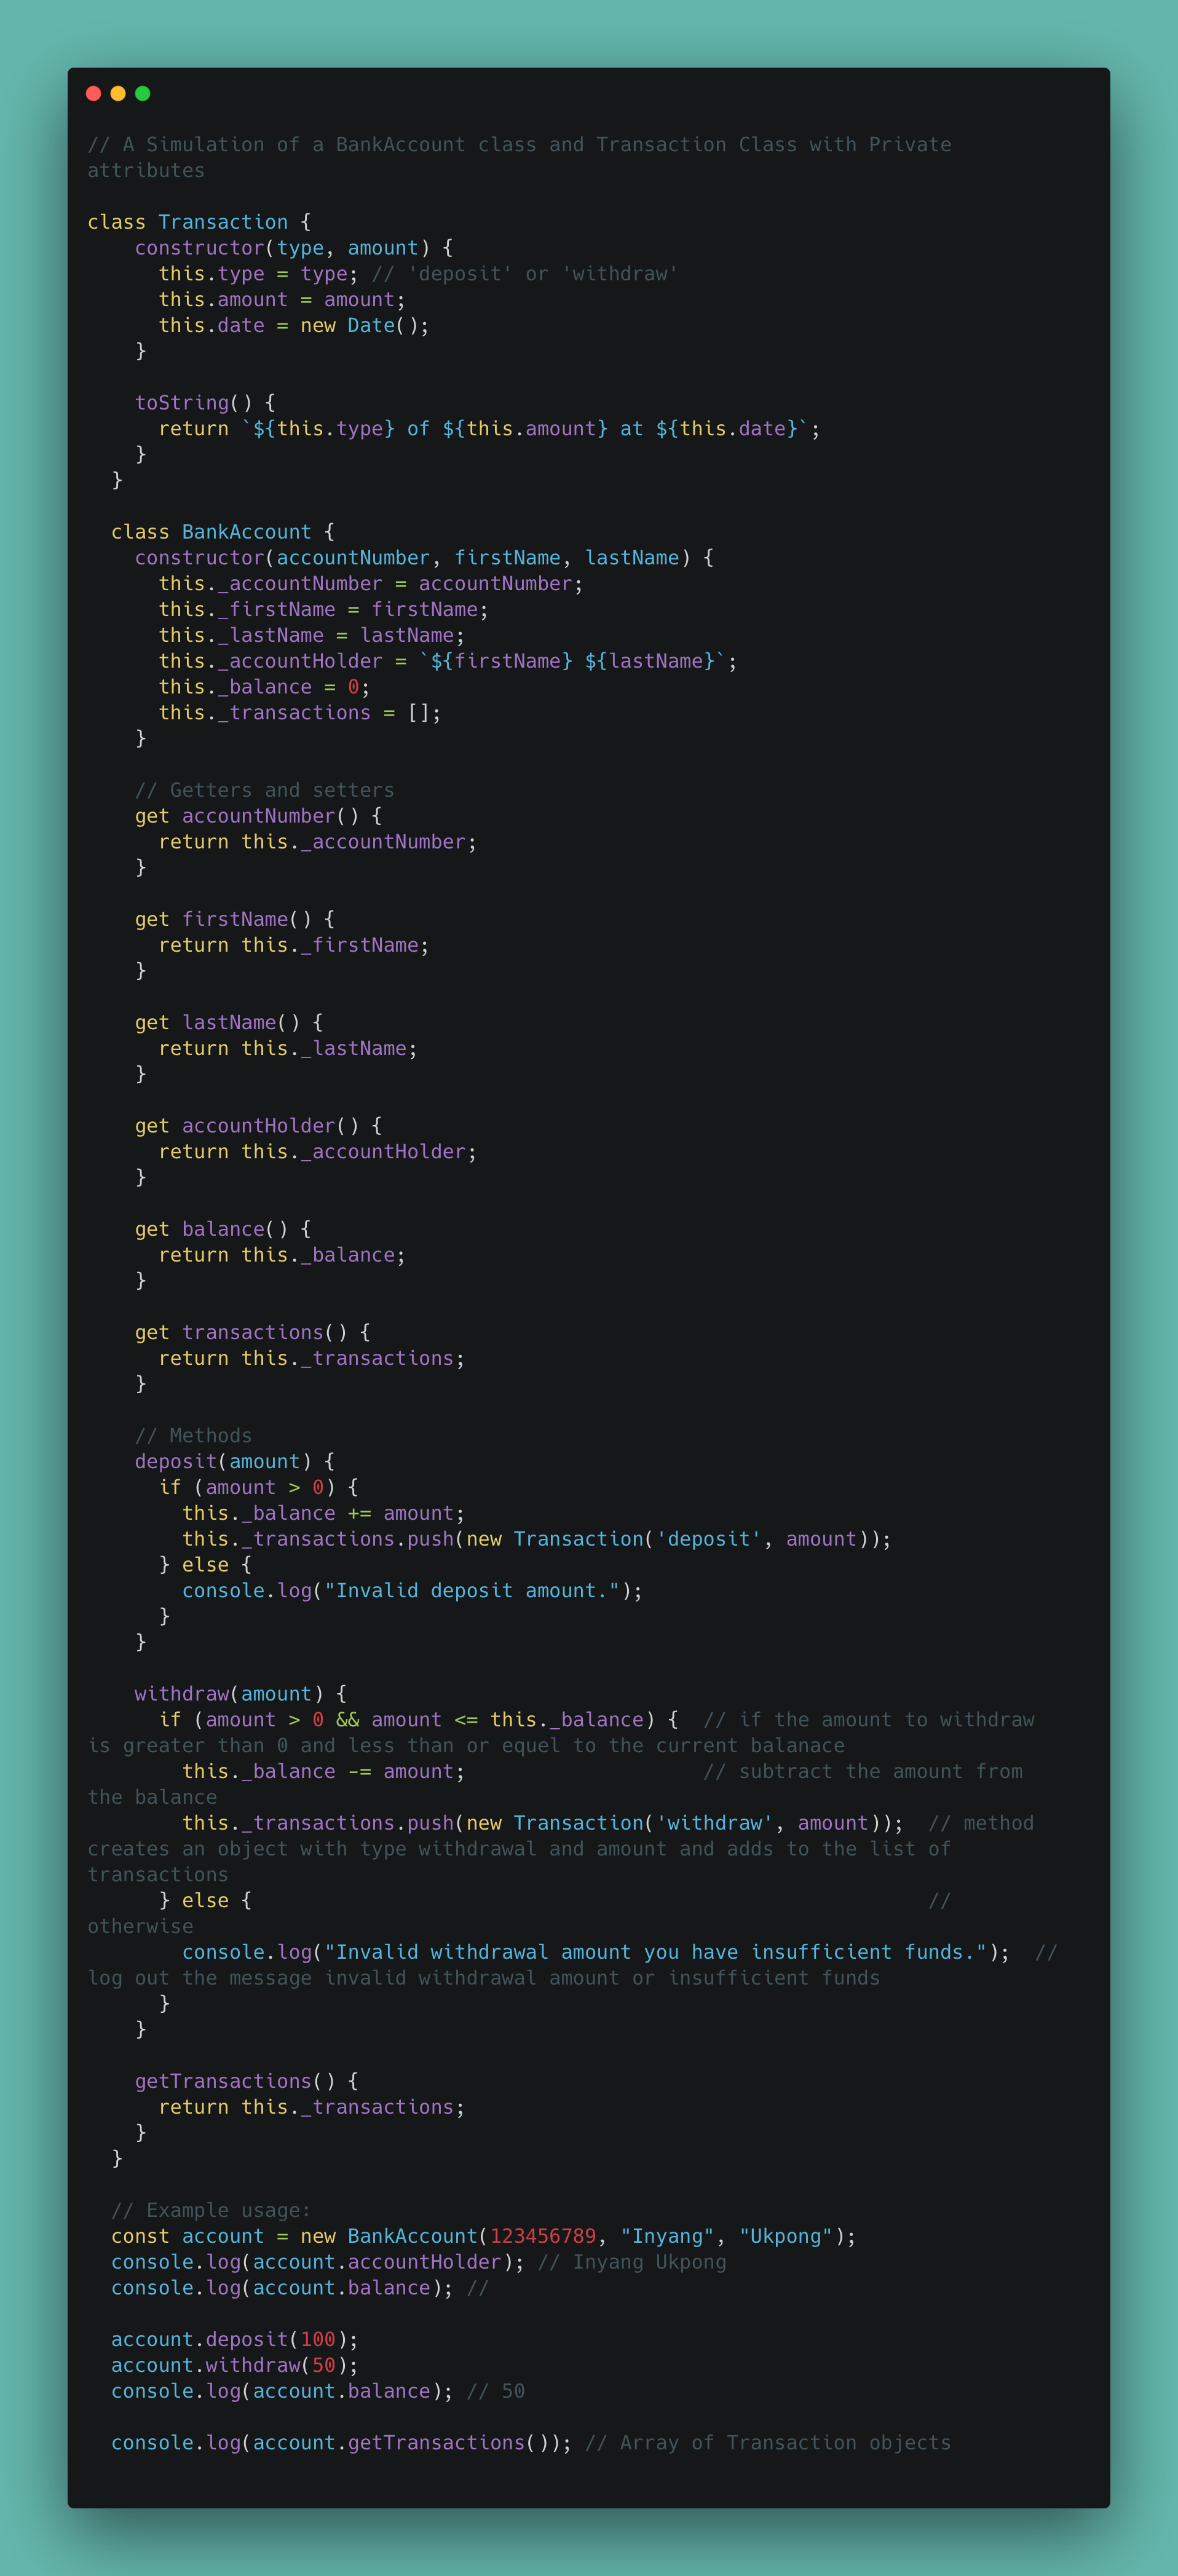 // A Simulation of a BankAccount class and Transaction Class with Private
attributes

class Transaction {
    constructor(type, amount) {
      this.type = type; // 'deposit' or 'withdraw'
      this.amount = amount;
      this.date = new Date();
    }

    toString() {
      return `${this.type} of ${this.amount} at ${this.date}`;
    }
  }

  class BankAccount {
    constructor(accountNumber, firstName, lastName) {
      this._accountNumber = accountNumber;
      this._firstName = firstName;
      this._lastName = lastName;
      this._accountHolder = `${firstName} ${lastName}`;
      this._balance = 0;
      this._transactions = [];
    }

    // Getters and setters
    get accountNumber() {
      return this._accountNumber;
    }

    get firstName() {
      return this._firstName;
    }

    get lastName() {
      return this._lastName;
    }

    get accountHolder() {
      return this._accountHolder;
    }

    get balance() {
      return this._balance;
    }

    get transactions() {
      return this._transactions;
    }

    // Methods
    deposit(amount) {
      if (amount > 0) {
        this._balance += amount;
        this._transactions.push(new Transaction('deposit', amount));
      } else {
        console.log("Invalid deposit amount.");
      }
    }

    withdraw(amount) {
      if (amount > 0 && amount <= this._balance) {  // if the amount to withdraw
is greater than 0 and less than or equel to the current balanace
        this._balance -= amount;                    // subtract the amount from
the balance
        this._transactions.push(new Transaction('withdraw', amount));  // method
creates an object with type withdrawal and amount and adds to the list of
transactions
      } else {                                                         //
otherwise
        console.log("Invalid withdrawal amount you have insufficient funds.");  //
log out the message invalid withdrawal amount or insufficient funds
      }
    }

    getTransactions() {
      return this._transactions;
    }
  }

  // Example usage:
  const account = new BankAccount(123456789, "Inyang", "Ukpong");
  console.log(account.accountHolder); // Inyang Ukpong
  console.log(account.balance); //

  account.deposit(100);
  account.withdraw(50);
  console.log(account.balance); // 50

  console.log(account.getTransactions()); // Array of Transaction objects